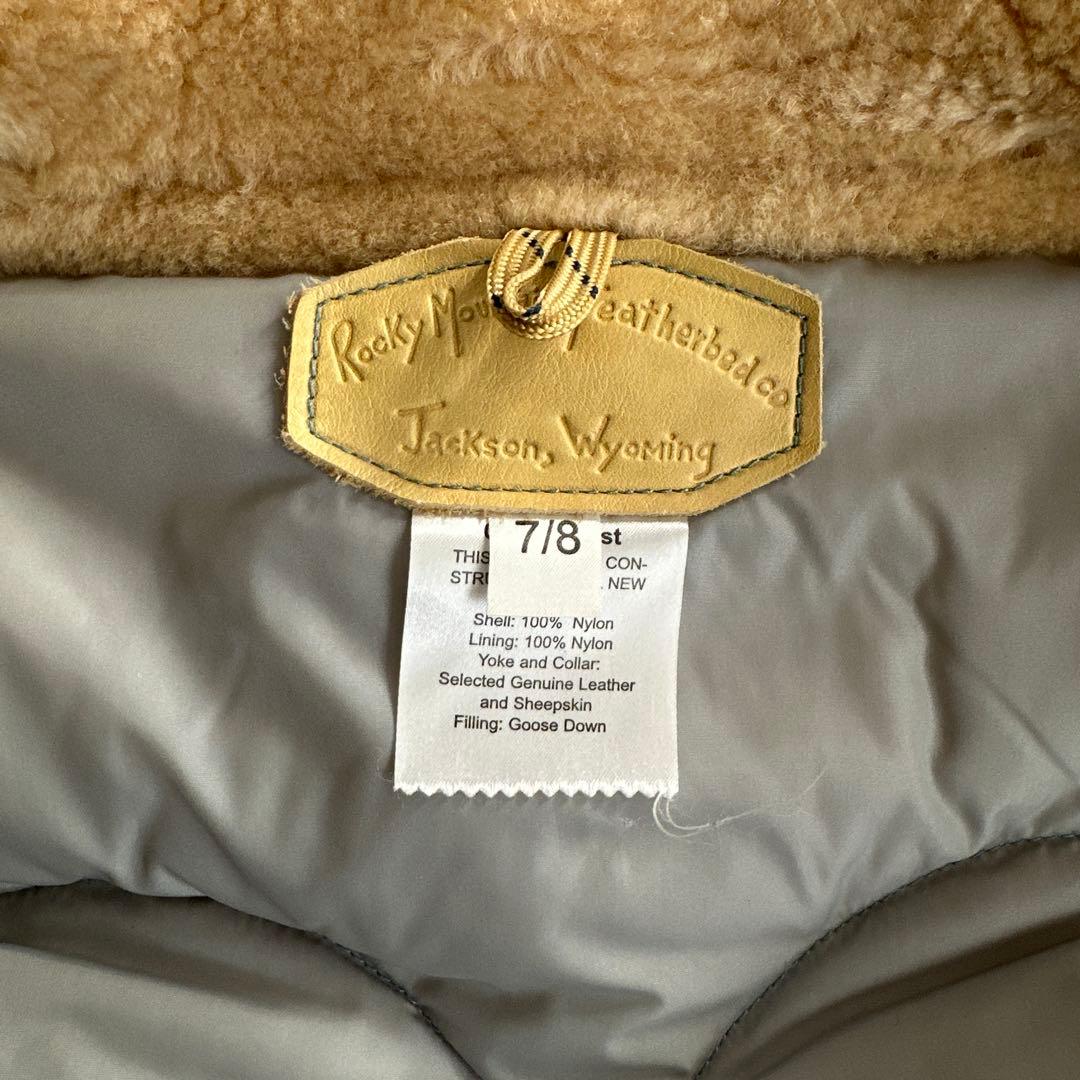 Rocky Mou Featherbed co
Jackson, Wyoming
7/8
st
THIS CON-
STRU NEW
Shell: 100% Nylon
Lining: 100% Nylon
Yoke and Collar:
Selected Genuine Leather
and Sheepskin
Filling: Goose Down